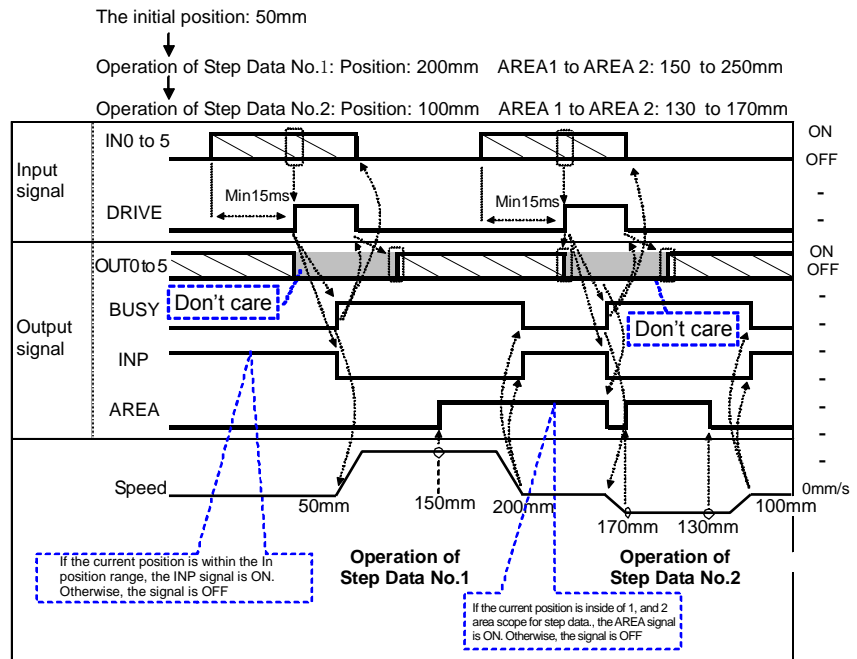 The initial position: 50mm
Operation of Step Data No.1: Position: 200mm AREA1 to AREA 2: 150 to 250mm
Operation of Step Data No.2: Position: 100mm AREA 1 to AREA 2: 130 to 170mm
Input signal
IN0 to 5
ON
OFF
Min15ms
Min15ms
DRIVE
-
-
Output signal
OUT0 to 5
ON
OFF
Don't care
BUSY
Don't care
-
-
INP
-
-
AREA
-
-
Speed
-
50mm
150mm
200mm
170mm
130mm
100mm
0mm/s
If the current position is within the In
position range, the INP signal is ON.
Otherwise, the signal is OFF
Operation of
Step Data No.1
Operation of
Step Data No.2
If the current position is inside of 1, and 2
area scope for step data., the AREA signal
is ON. Otherwise, the signal is OFF